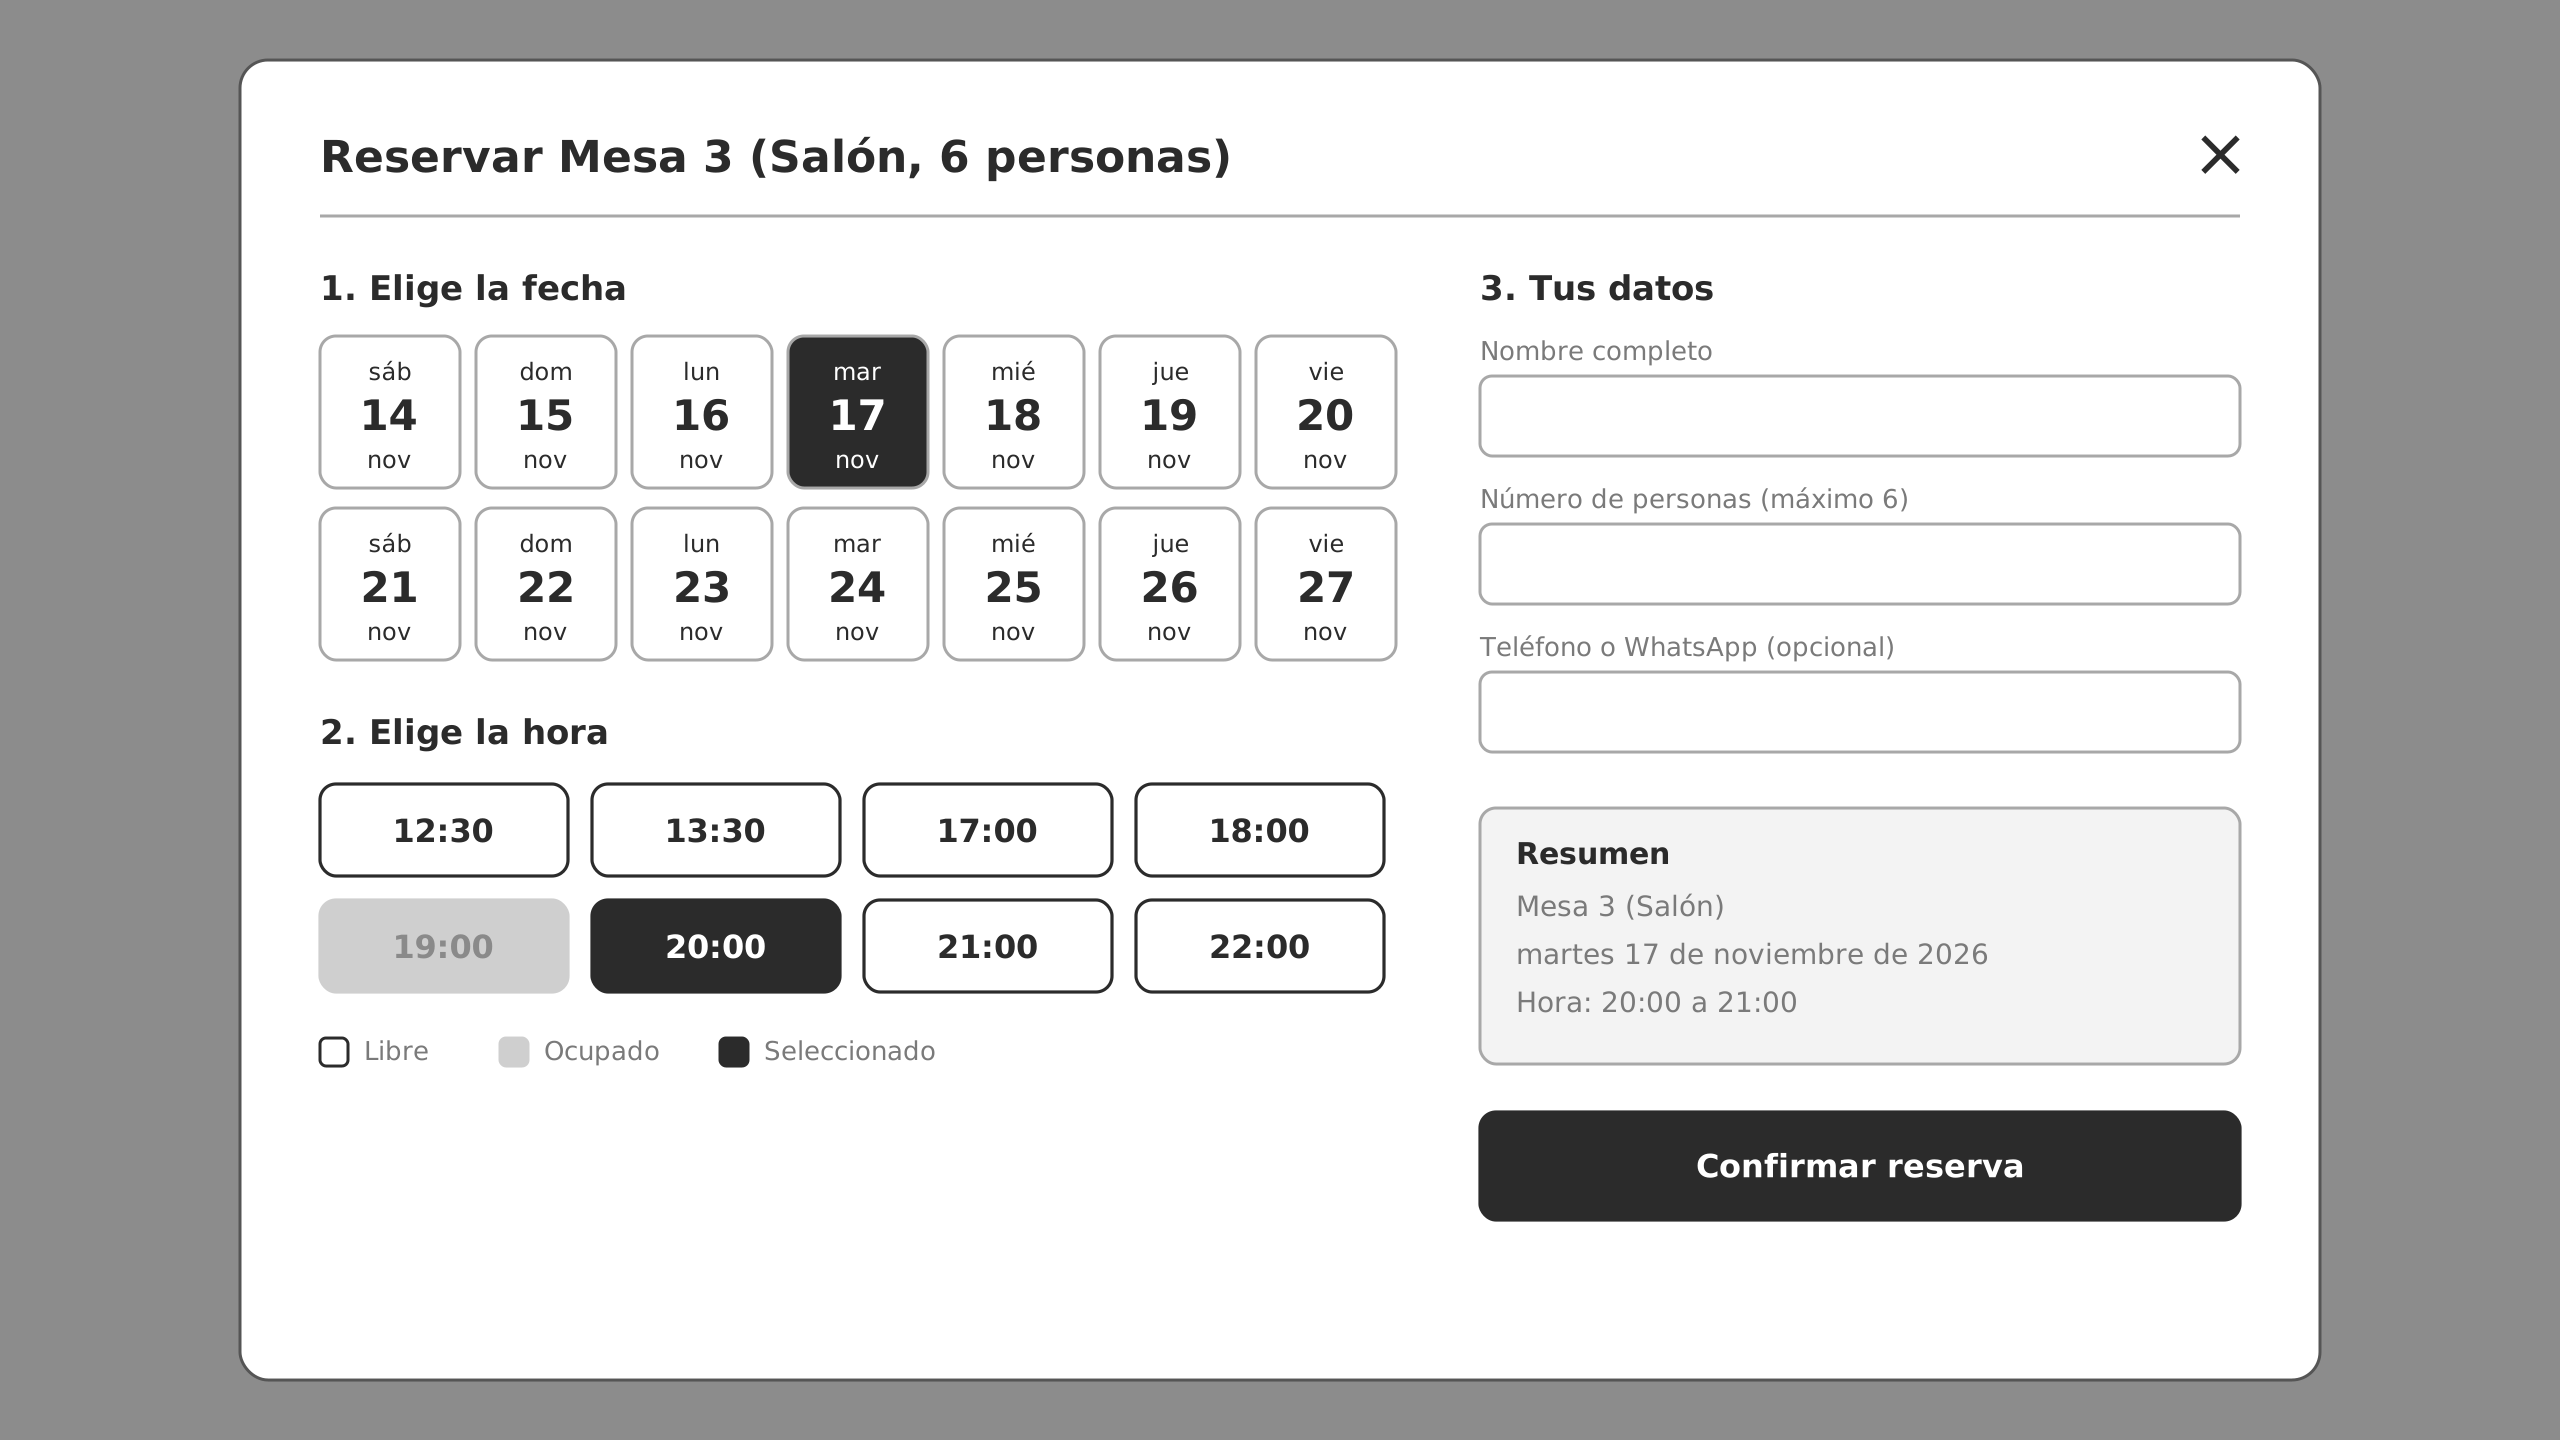 Reservar Mesa 3 (Salón, 6 personas)
1. Elige la fecha
sáb dom lun mar mié jue vie
14 15 16 17 18 19 20
nov nov nov nov nov nov nov
sáb dom lun mar mié jue vie
21 22 23 24 25 26 27
nov nov nov nov nov nov nov
2. Elige la hora
12:30 13:30 17:00 18:00
19:00 20:00 21:00 22:00
Libre Ocupado Seleccionado
3. Tus datos
Nombre completo
Número de personas (máximo 6)
Teléfono o WhatsApp (opcional)
Resumen
Mesa 3 (Salón)
martes 17 de noviembre de 2026
Hora: 20:00 a 21:00
Confirmar reserva